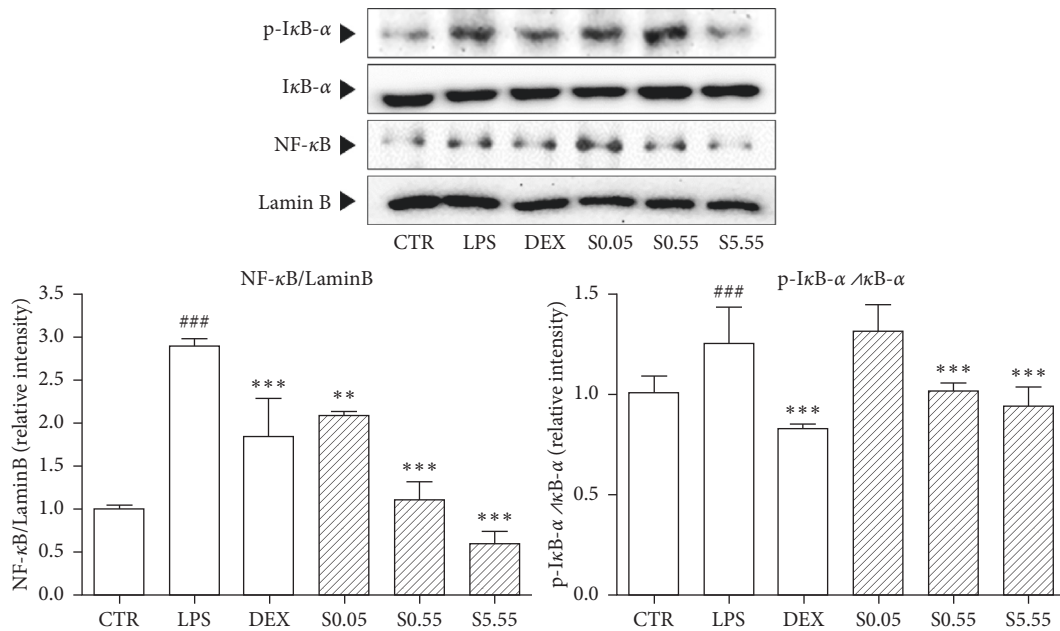 p-IκB-α
IκB-α
NF-κB
Lamin B
CTR LPS DEX S0.05 S0.55 S5.55
NF-κB/LaminB
NF-κB/LaminB (relative intensity)
3.5
3.0
2.5
2.0
1.5
1.0
0.5
0.0
###
***
**
***
***
CTR LPS DEX S0.05 S0.55 S5.55
p-IκB-α /IκB-α
p-IκB-α /IκB-α (relative intensity)
1.5
1.0
0.5
0.0
###
***
***
***
CTR LPS DEX S0.05 S0.55 S5.55